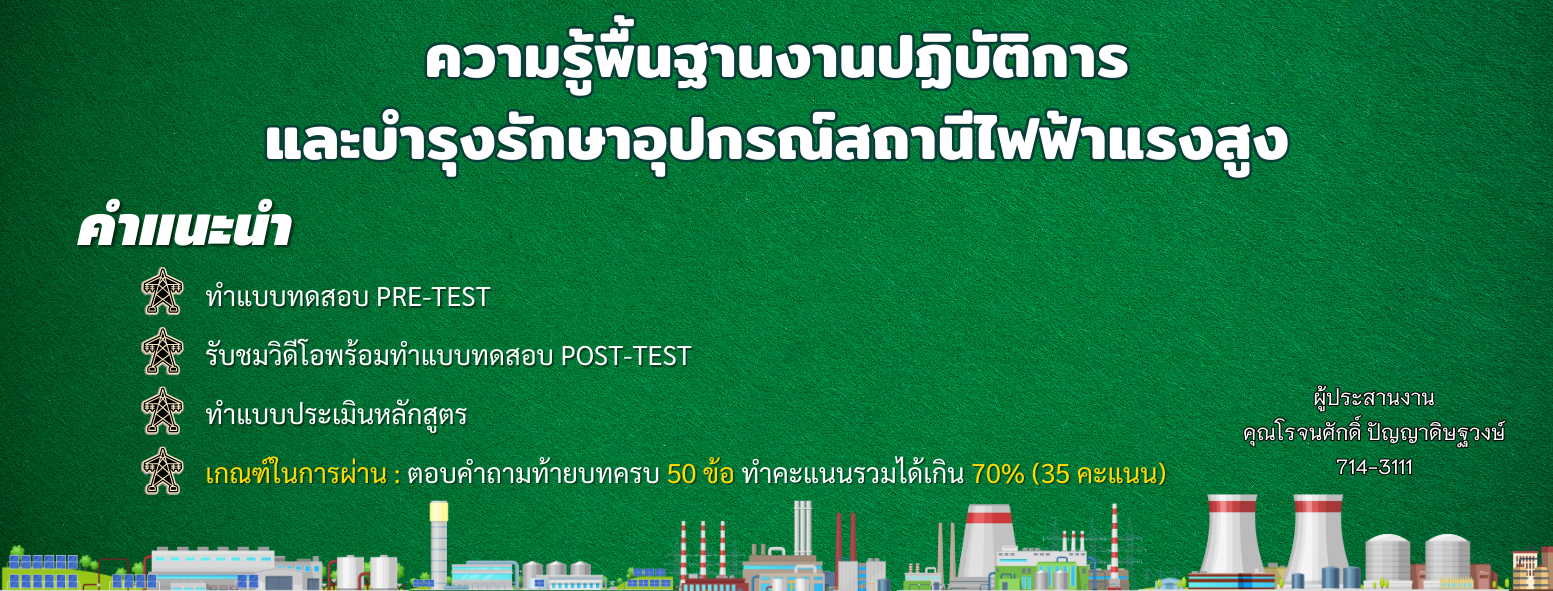 ความรู้พื้นฐานงานปฏิบัติการ
และบำรุงรักษาอุปกรณ์สถานีไฟฟ้าแรงสูง
คำแนะนำ
ทำแบบทดสอบ PRE-TEST
รับชมวิดีโอพร้อมทำแบบทดสอบ POST-TEST
ทำแบบประเมินหลักสูตร
เกณฑ์ในการผ่าน : ตอบคำถามท้ายบทครบ 50 ข้อ ทำคะแนนรวมได้เกิน 70% (35 คะแนน)
ผู้ประสานงาน
คุณโรจนศักดิ์ ปัญญาดิษฐวงษ์
714-3111